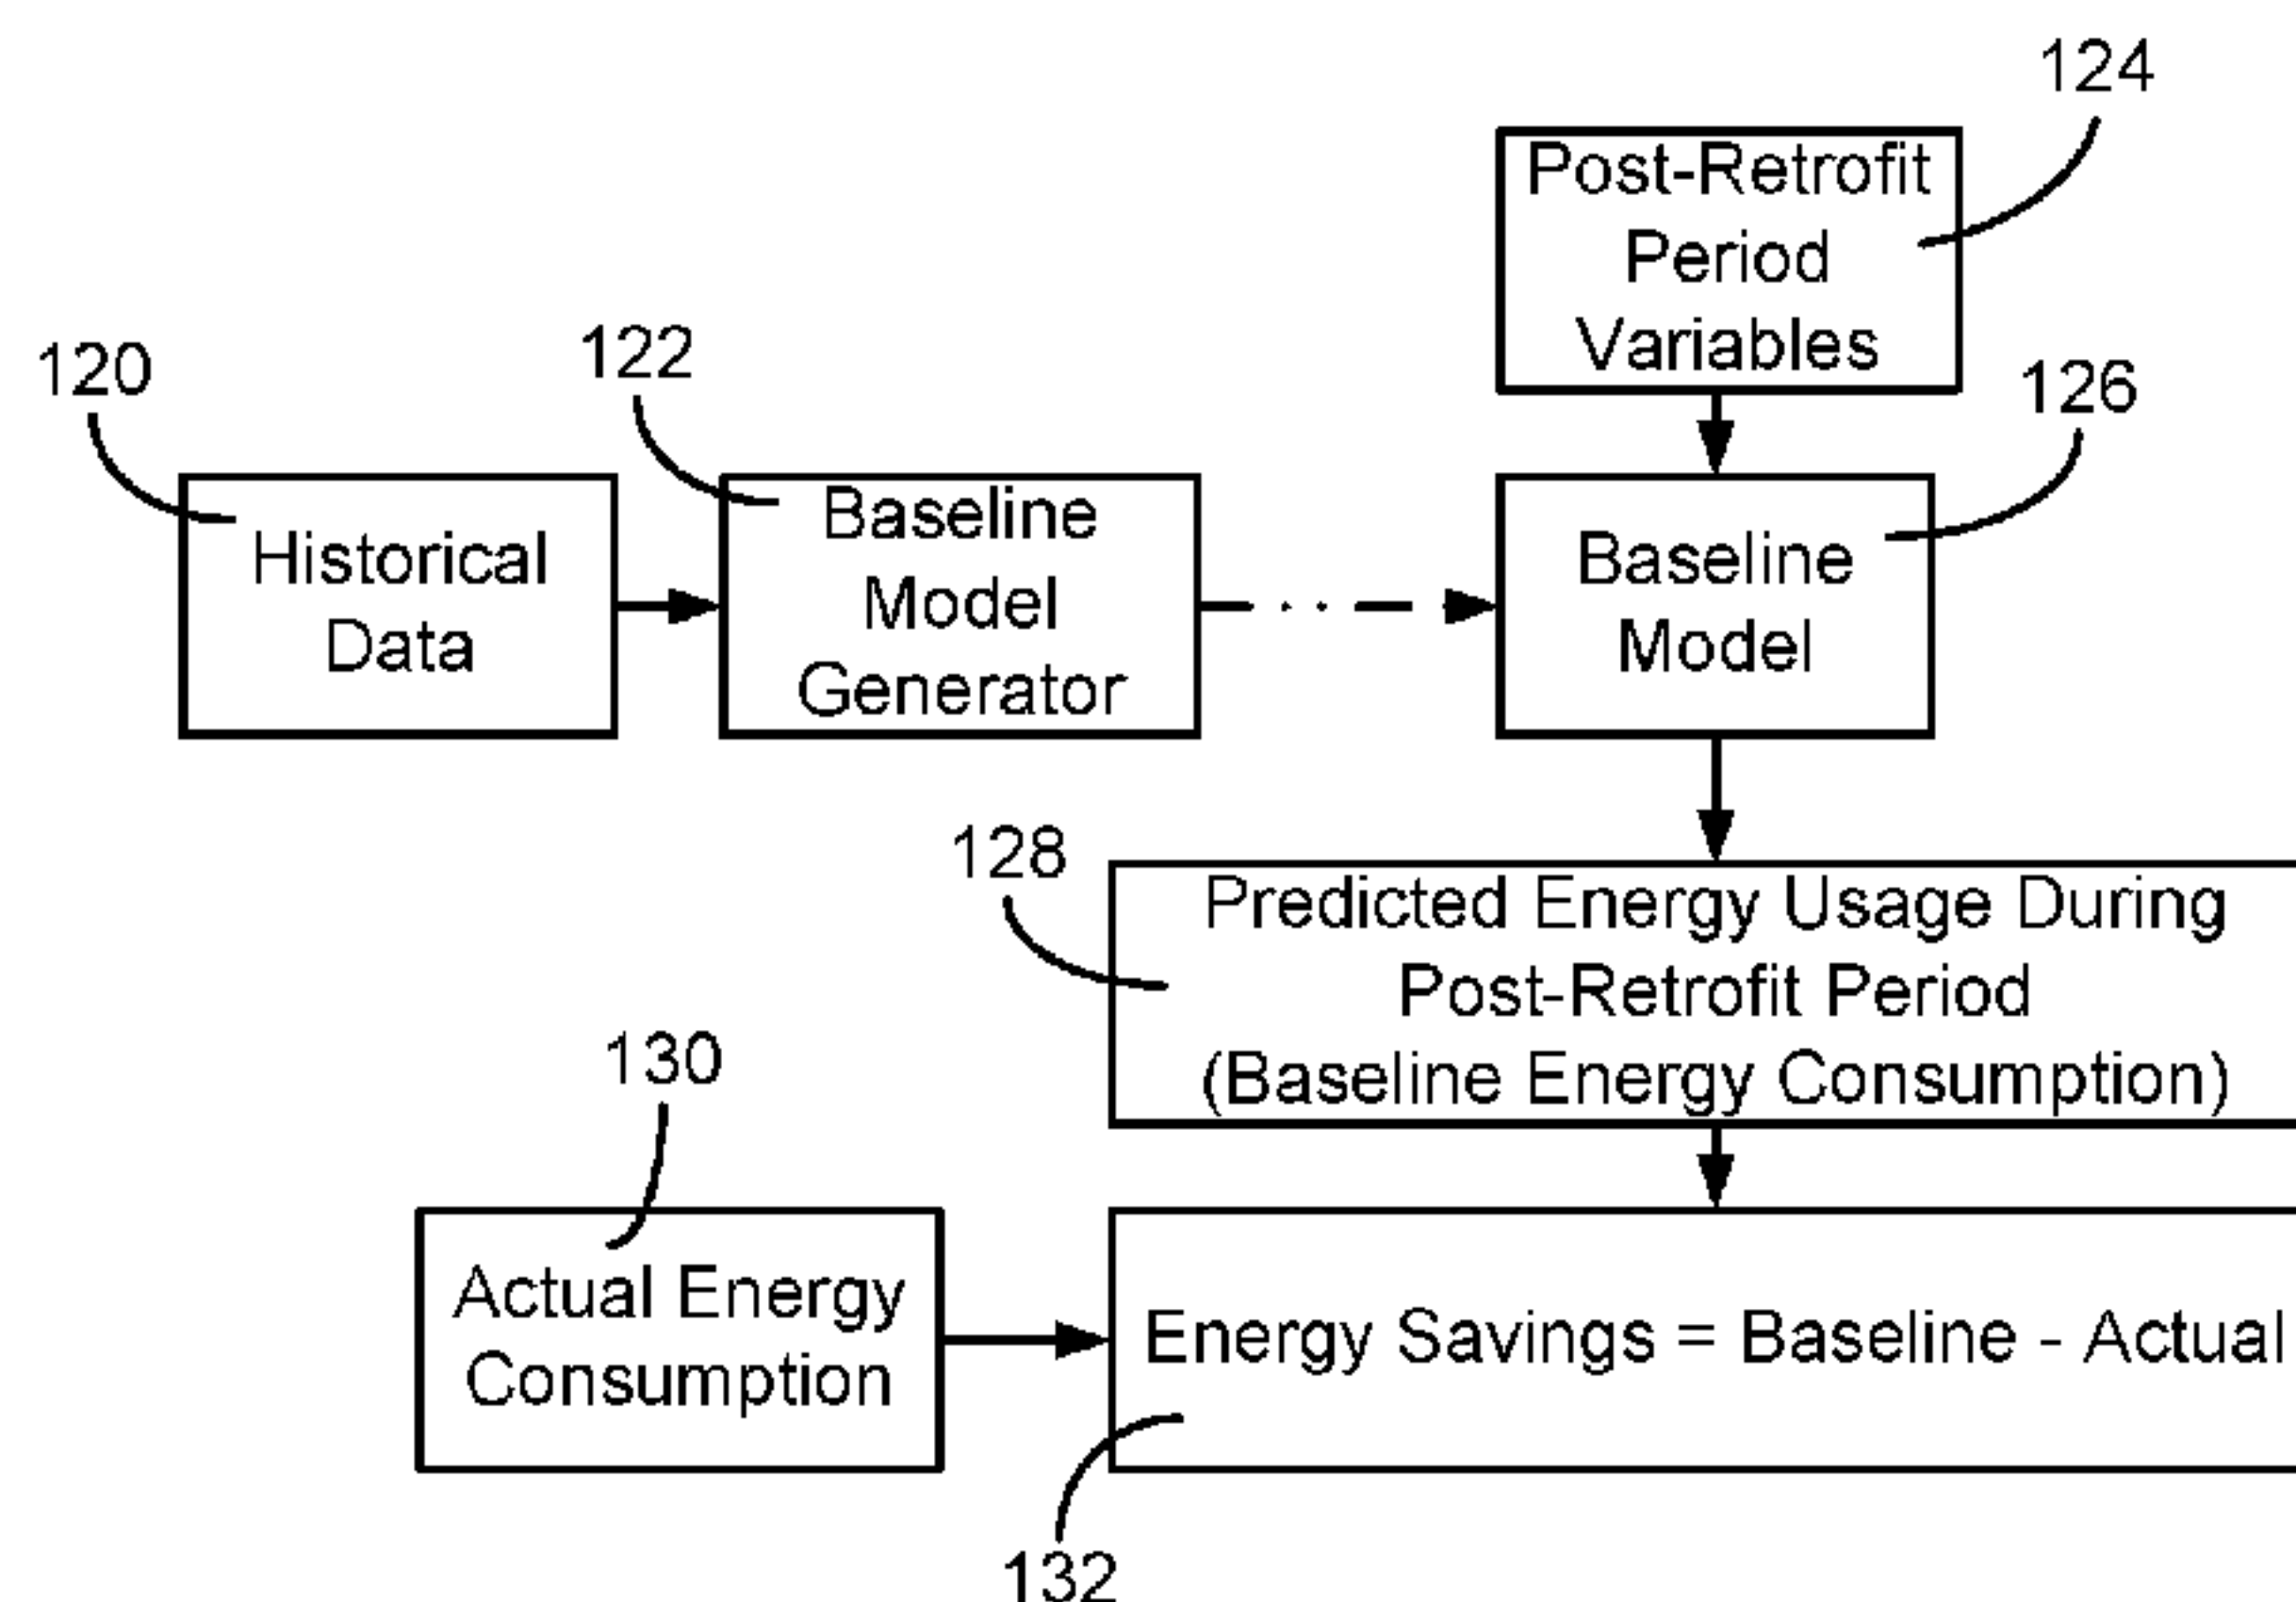 124
Post-Retrofit
Period
Variables
120
122
126
Historical
Data
Baseline
Model
Generator
Baseline
Model
128
Predicted Energy Usage During
Post-Retrofit Period
(Baseline Energy Consumption)
130
Actual Energy
Consumption
Energy Savings = Baseline - Actual
132